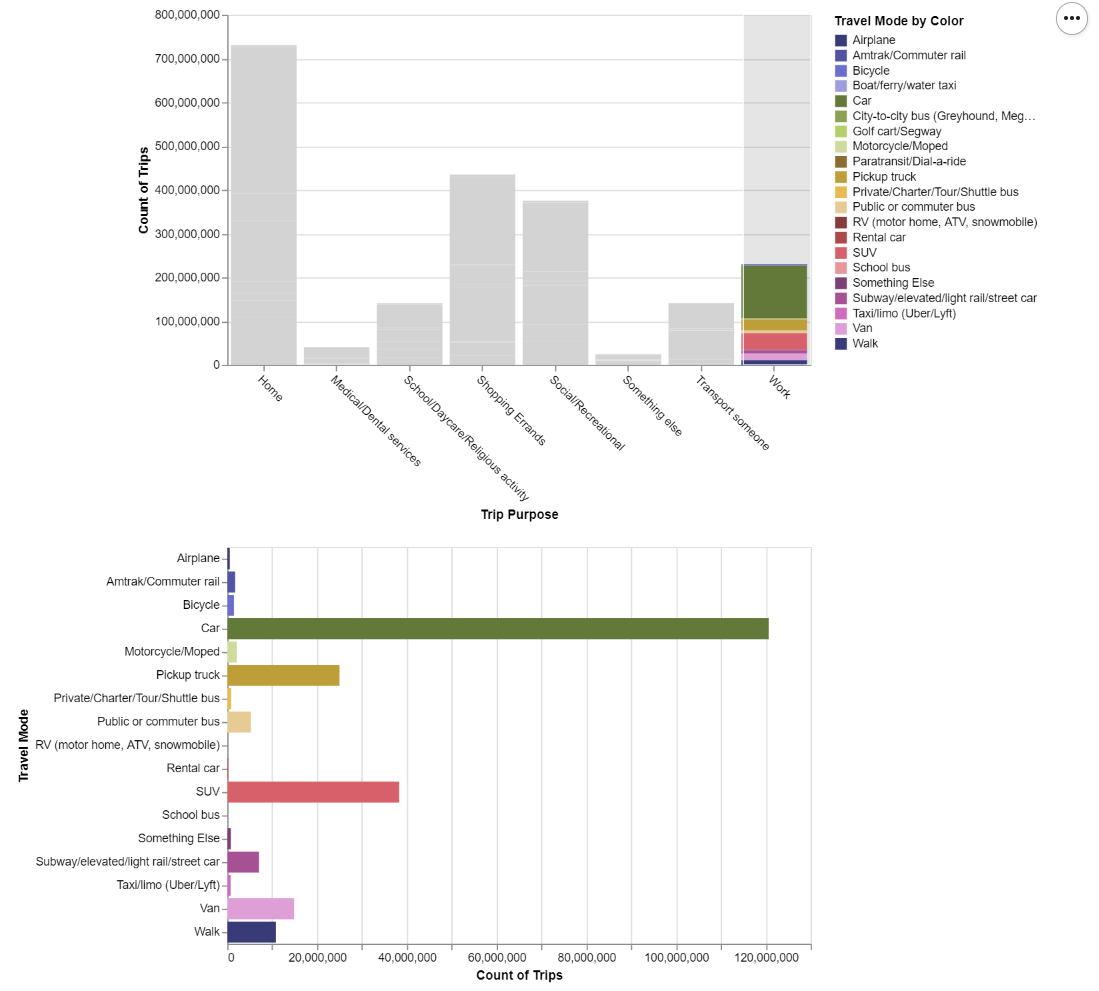 800,000,000
700,000,000
600,000,000
500,000,000
400,000,000
300,000,000
200,000,000
100,000,000
0
Count of Trips
Home
Medical/Dental services
School/Daycare/Religious activity
Shopping Errands
Social/Recreational
Something else
Transport someone
Work
Trip Purpose
Travel Mode by Color
Airplane
Amtrak/Commuter rail
Bicycle
Boat/ferry/water taxi
Car
City-to-city bus (Greyhound, Meg…
Golf cart/Segway
Motorcycle/Moped
Paratransit/Dial-a-ride
Pickup truck
Private/Charter/Tour/Shuttle bus
Public or commuter bus
RV (motor home, ATV, snowmobile)
Rental car
SUV
School bus
Something Else
Subway/elevated/light rail/street car
Taxi/limo (Uber/Lyft)
Van
Walk
Travel Mode
Airplane
Amtrak/Commuter rail
Bicycle
Car
Motorcycle/Moped
Pickup truck
Private/Charter/Tour/Shuttle bus
Public or commuter bus
RV (motor home, ATV, snowmobile)
Rental car
SUV
School bus
Something Else
Subway/elevated/light rail/street car
Taxi/limo (Uber/Lyft)
Van
Walk
0 20,000,000 40,000,000 60,000,000 80,000,000 100,000,000 120,000,000
Count of Trips